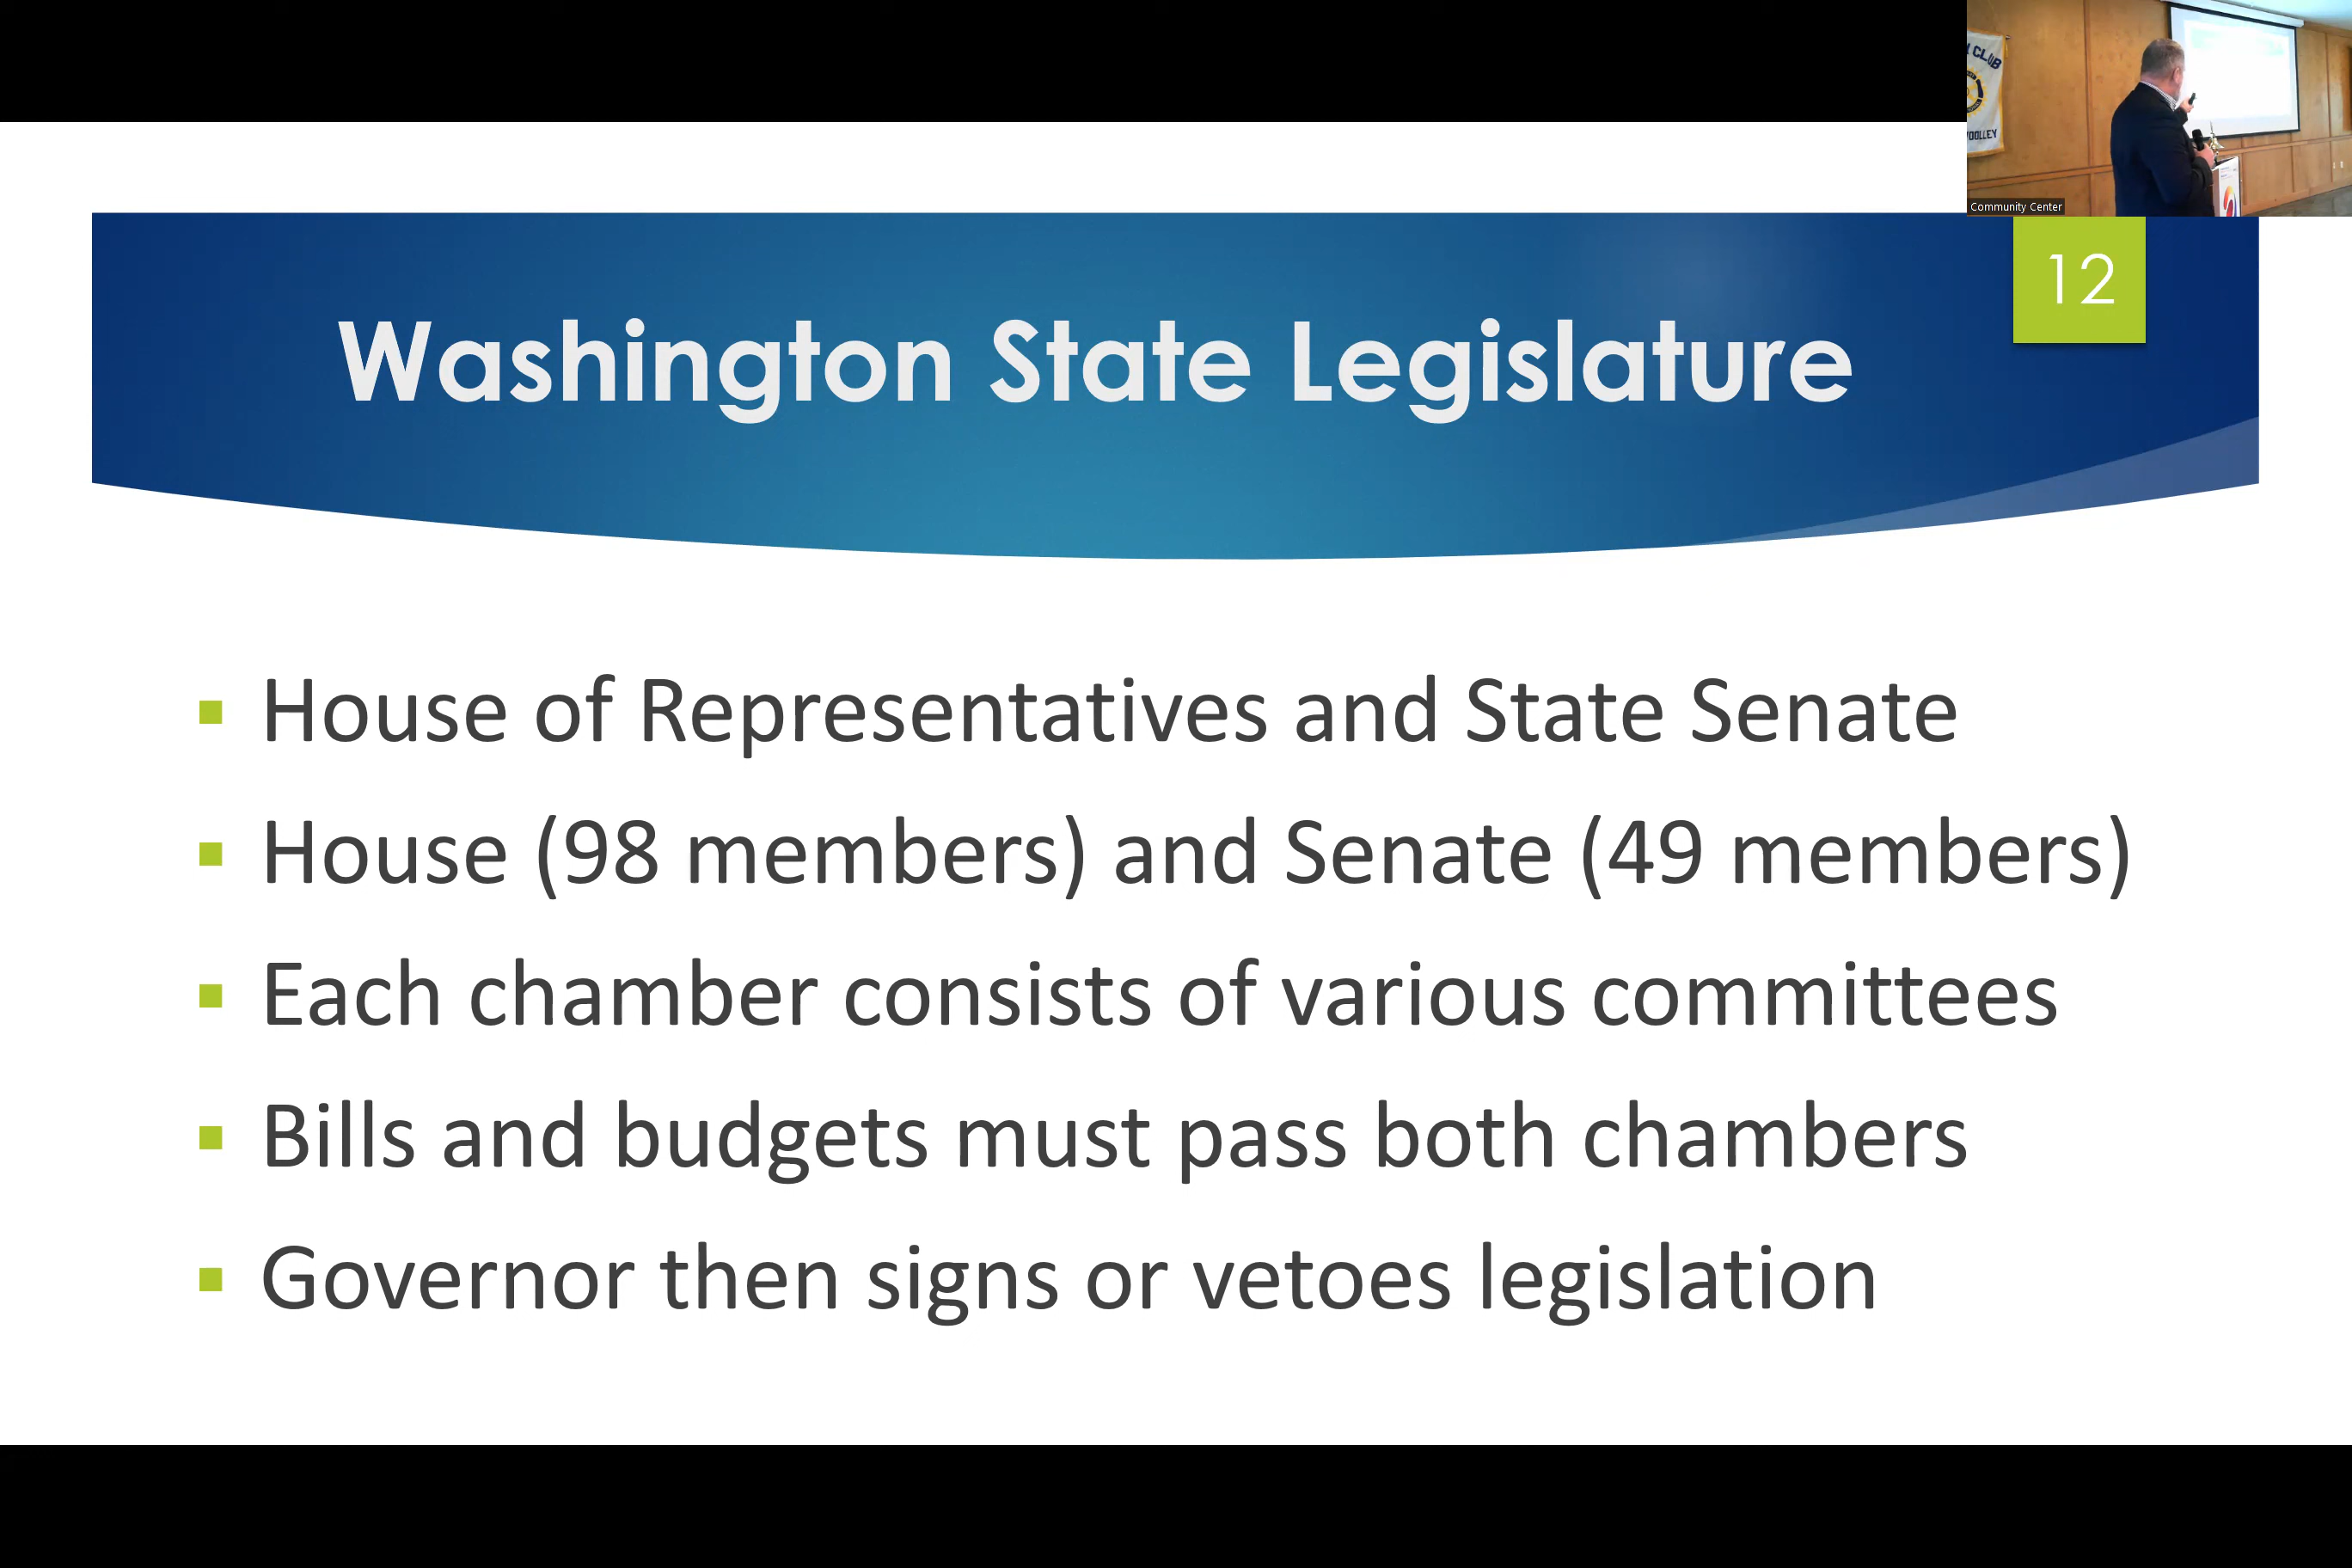 CLUB
OOLLEY
Community Center
12
Washington State Legislature
House of Representatives and State Senate
House (98 members) and Senate (49 members)
Each chamber consists of various committees
Bills and budgets must pass both chambers
Governor then signs or vetoes legislation